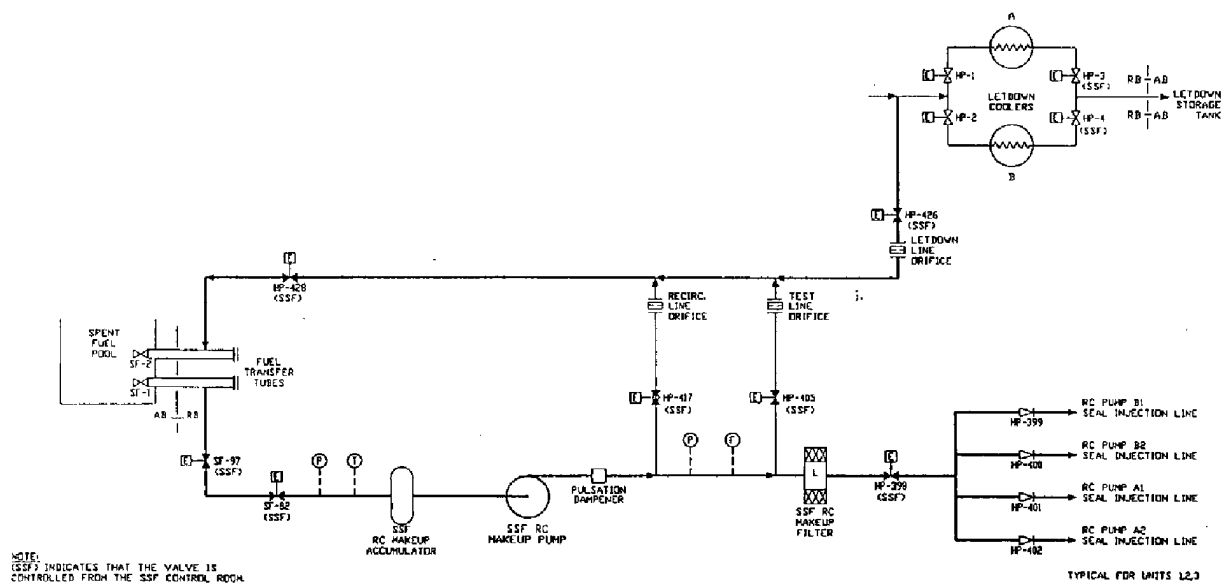 A
HP-1
HP-3
(SSF)
RB
AB
LETDOWN
COOLERS
LETDOWN
STORAGE
TANK
HP-2
HP-4
(SSF)
RB
AB
B
E
HP-426
(SSF)
LETDOWN
LINE
ORIFICE
E
HP-428
(SSF)
RECIRC.
LINE
ORIFICE
TEST
LINE
ORIFICE
SPENT
FUEL
POOL
SF-2
SF-1
FUEL
TRANSFER
TUBES
AB
RB
E
HP-417
(SSF)
E
HP-405
(SSF)
E
SF-97
(SSF)
E
SF-82
(SSF)
P
T
SSF
RC MAKEUP
ACCUMULATOR
SSF RC
MAKEUP PUMP
PULSATION
DAMPENER
P
F
L
SSF RC
MAKEUP
FILTER
E
HP-398
(SSF)
HP-399
RC PUMP B1
SEAL INJECTION LINE
HP-400
RC PUMP B2
SEAL INJECTION LINE
HP-401
RC PUMP A1
SEAL INJECTION LINE
HP-402
RC PUMP A2
SEAL INJECTION LINE
NOTE:
(SSF) INDICATES THAT THE VALVE IS
CONTROLLED FROM THE SSF CONTROL ROOM.
TYPICAL FOR UNITS 1,2,3